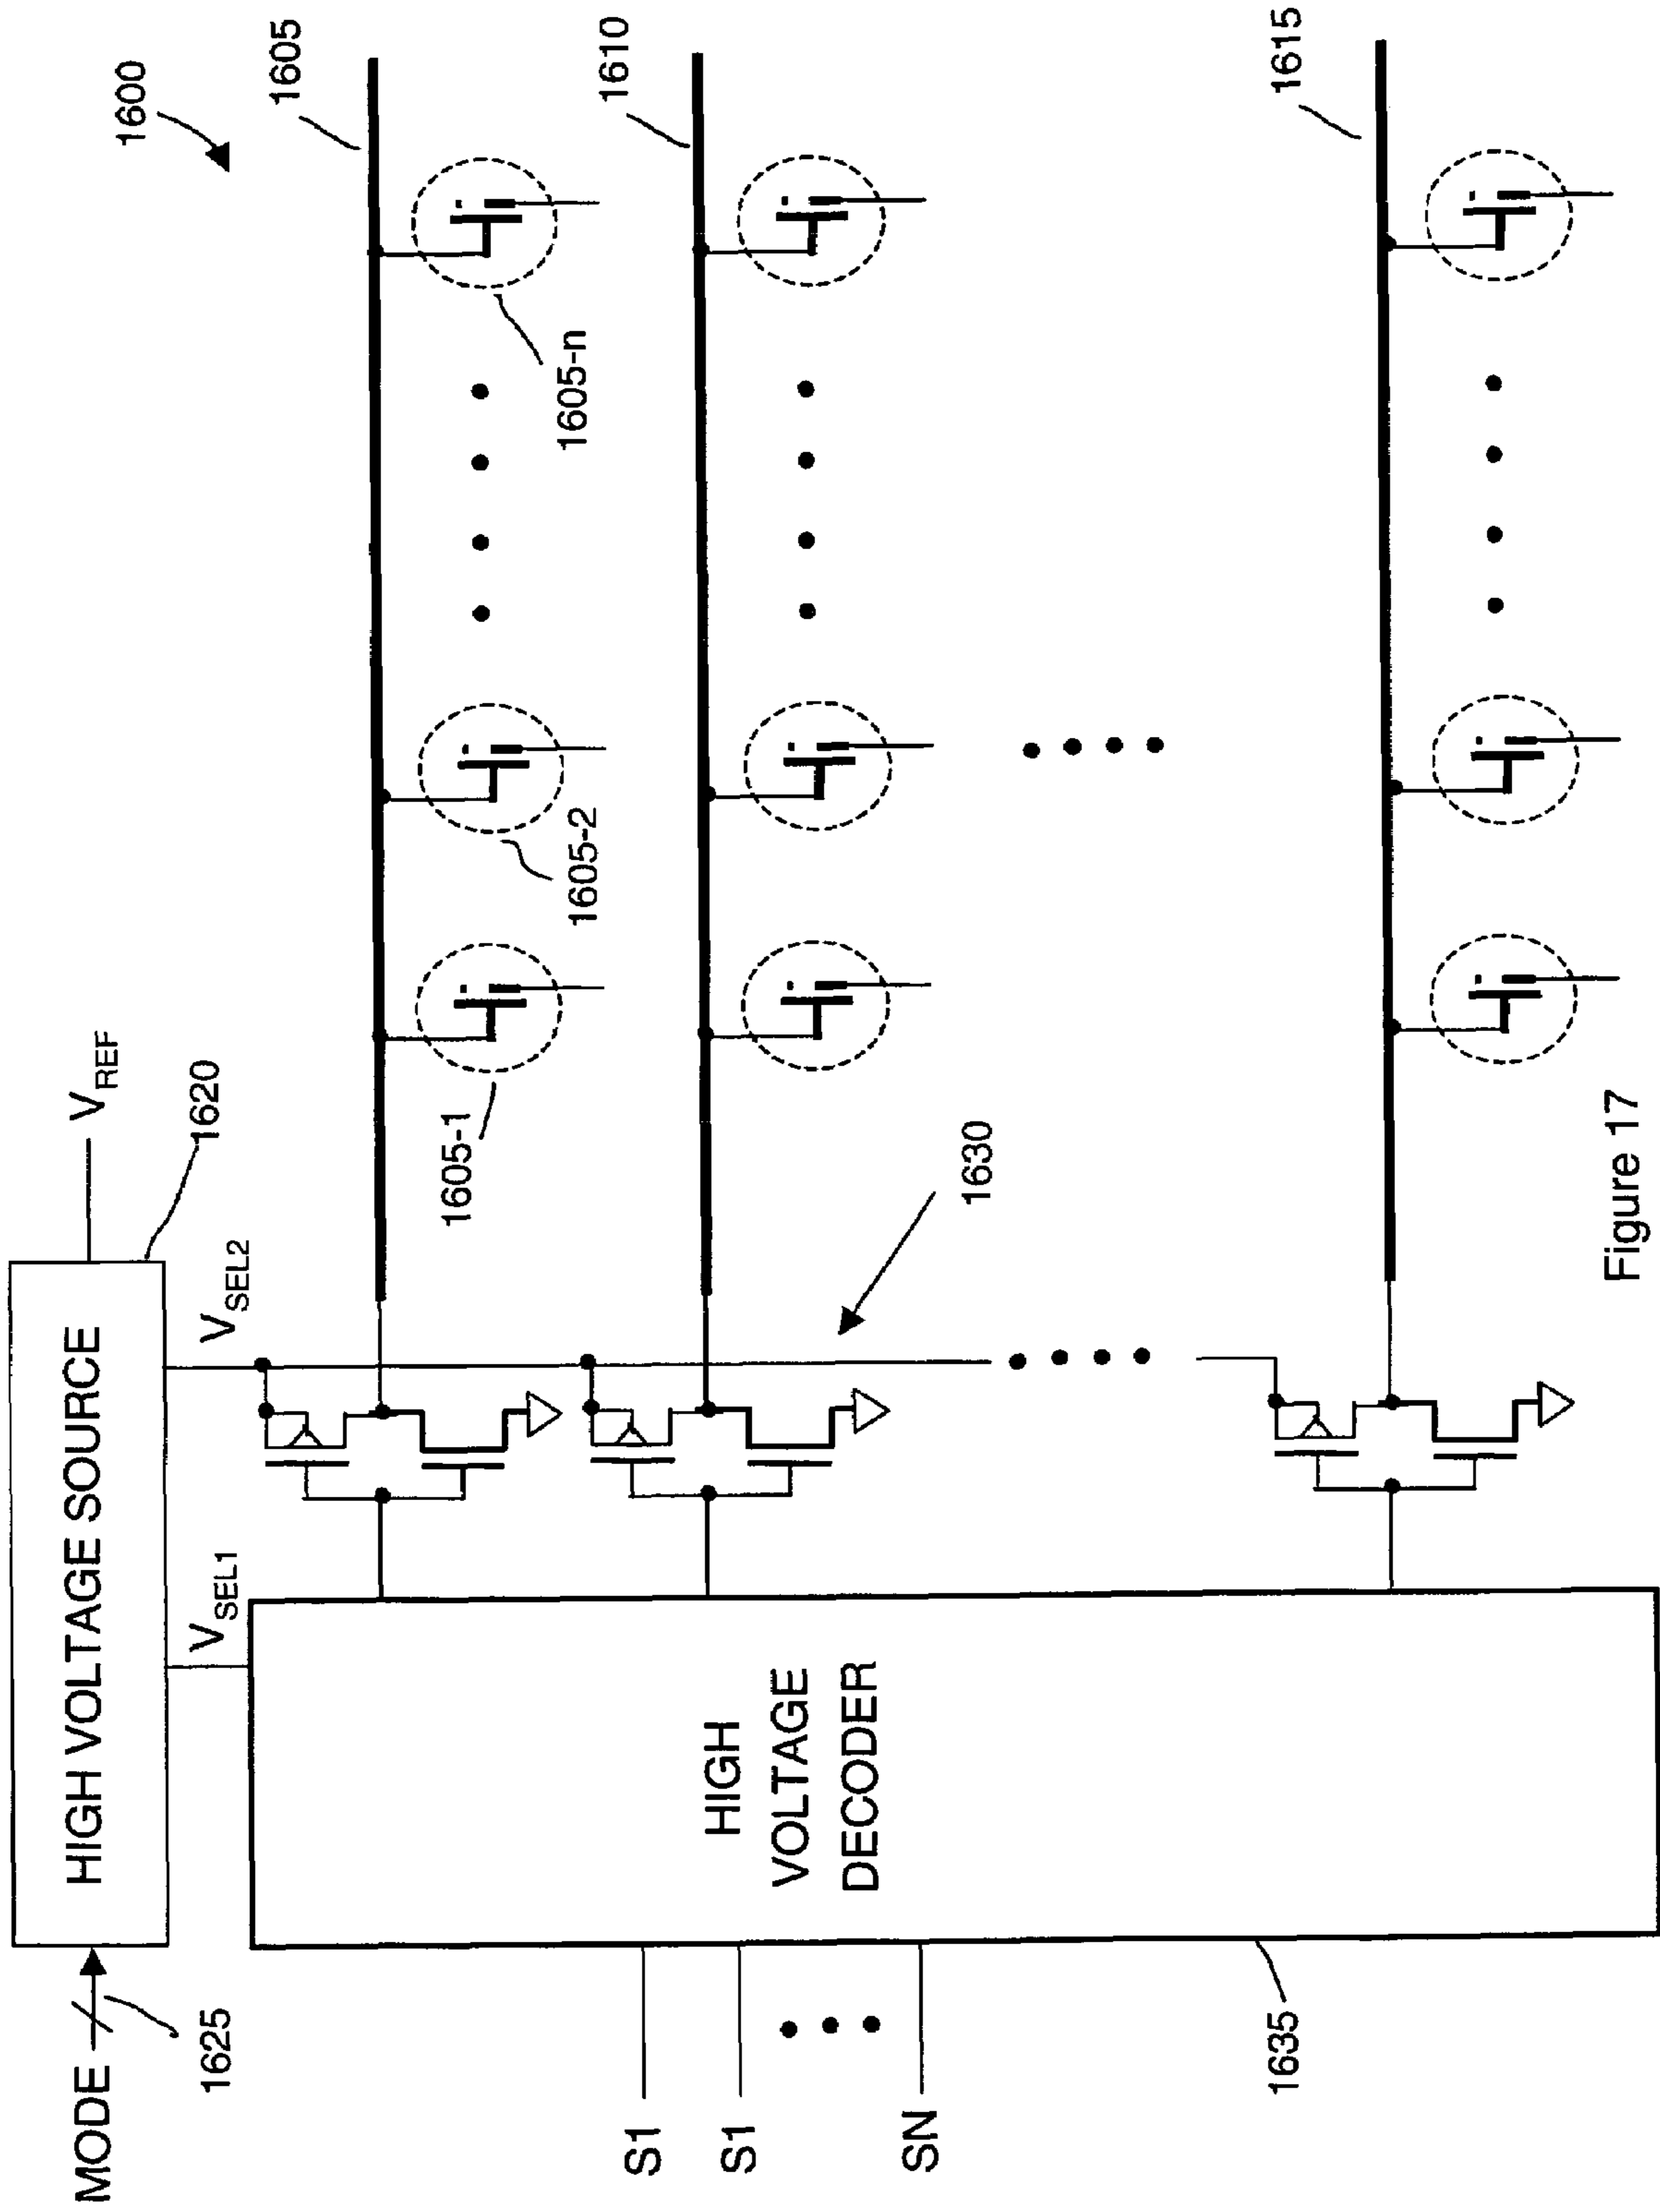 1600
1605
1610
1615
V_REF
1620
HIGH VOLTAGE SOURCE
MODE
1625
V_SEL2
V_SEL1
1605-1
1605-2
1605-n
1630
HIGH
VOLTAGE
DECODER
S1
S1
SN
1635
Figure 17